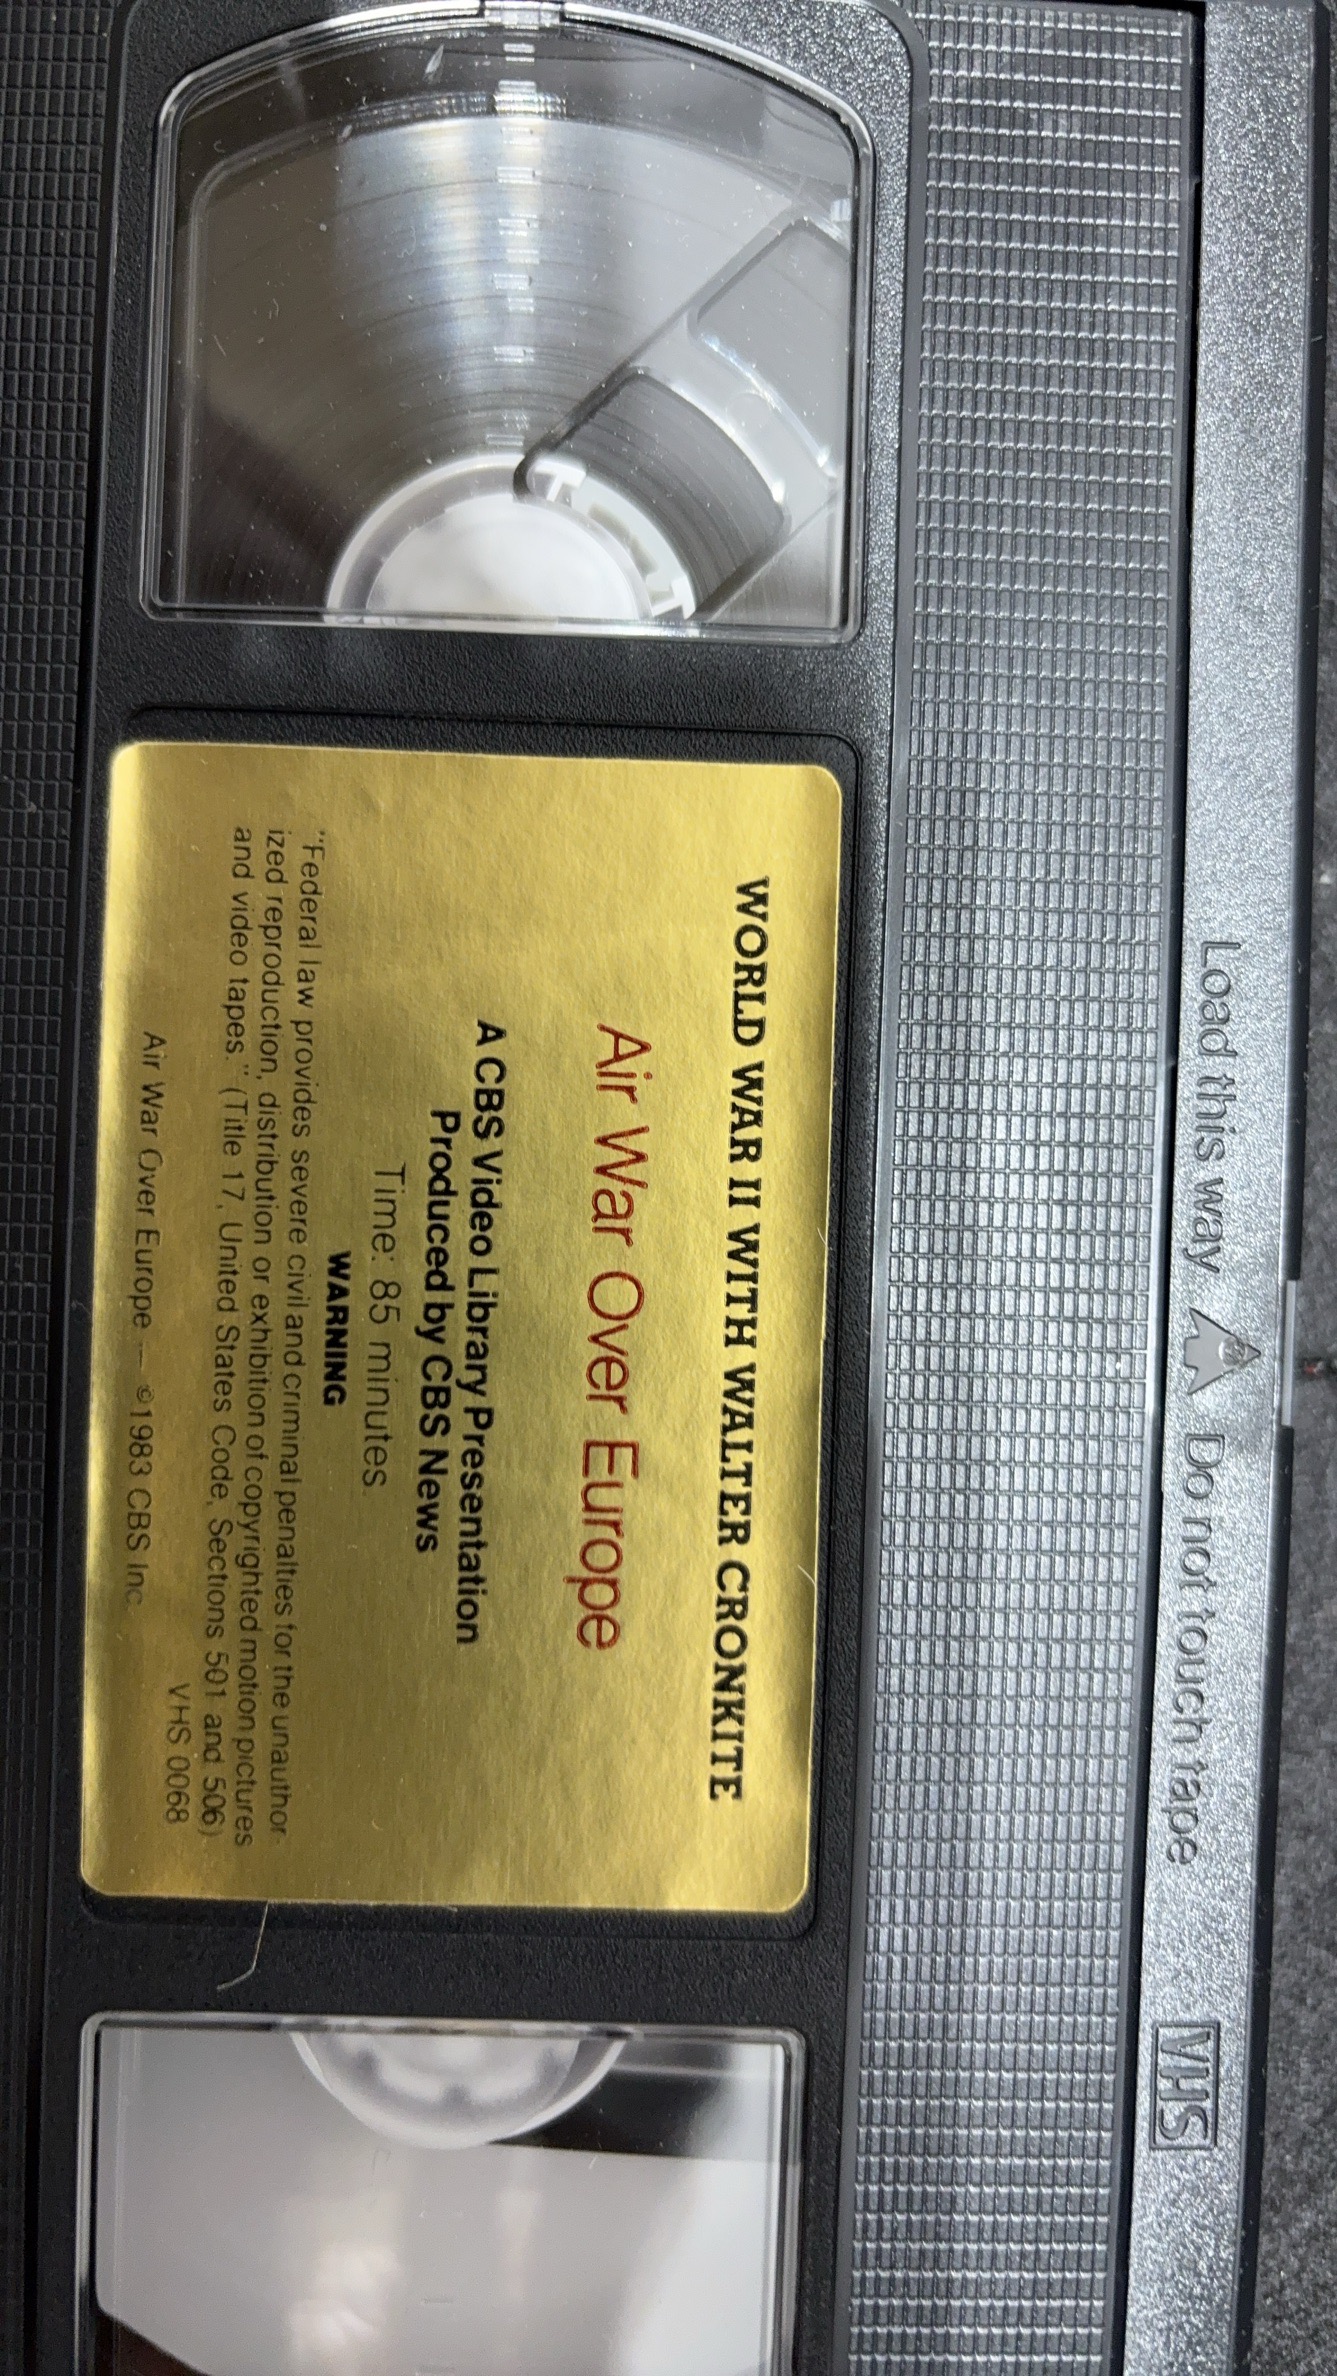 Load this way
Do not touch tape
VHS
WORLD WAR II WITH WALTER CRONKITE
Air War Over Europe
A CBS Video Library Presentation
Produced by CBS News
Time: 85 minutes
WARNING
"Federal law provides severe civil and criminal penalties for the unauthor-
ized reproduction, distribution or exhibition of copyrighted motion pictures
and video tapes." (Title 17, United States Code, Sections 501 and 506)
VHS 0068
Air War Over Europe — ©1983 CBS Inc.